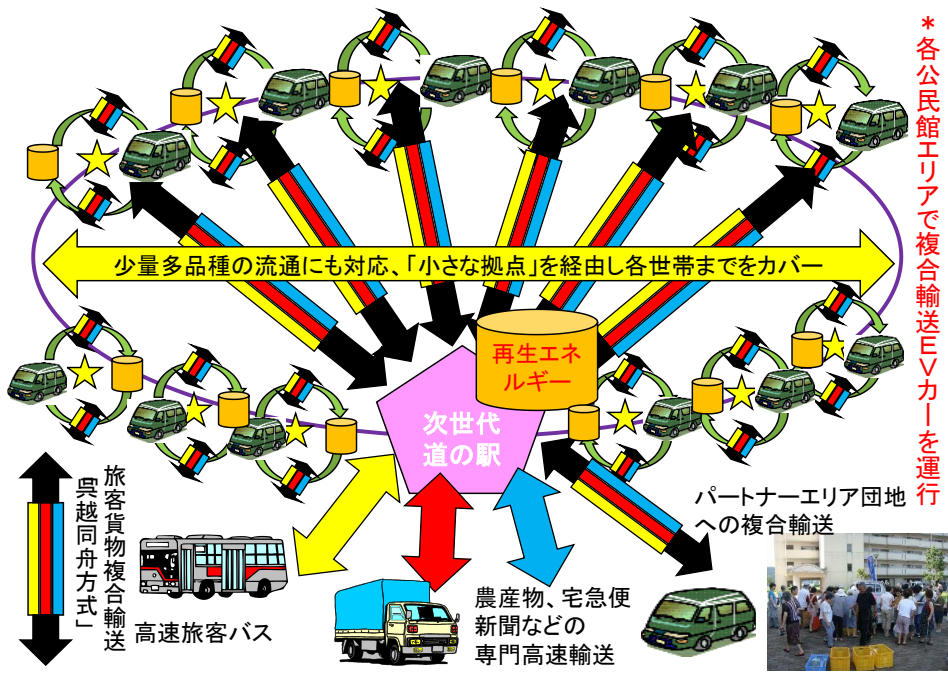 *各公民館エリアで複合輸送EVカーを運行
少量多品種の流通にも対応、「小さな拠点」を経由し各世帯までをカバー
再生エネ
ルギー
次世代
道の駅
旅客貨物複合輸送
「呉越同舟方式」
高速旅客バス
農産物、宅急便
新聞などの
専門高速輸送
パートナーエリア団地
への複合輸送